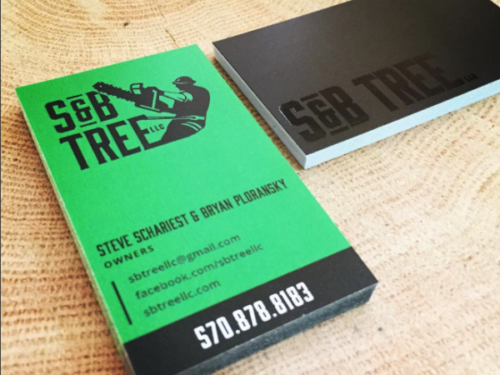 S&B
TREE LLC
STEVE SCHARIEST & BRYAN PLORANSKY
OWNERS
sbtreellc@gmail.com
facebook.com/sbtreellc
sbtreellc.com
570.878.8183
S&B TREE LLC